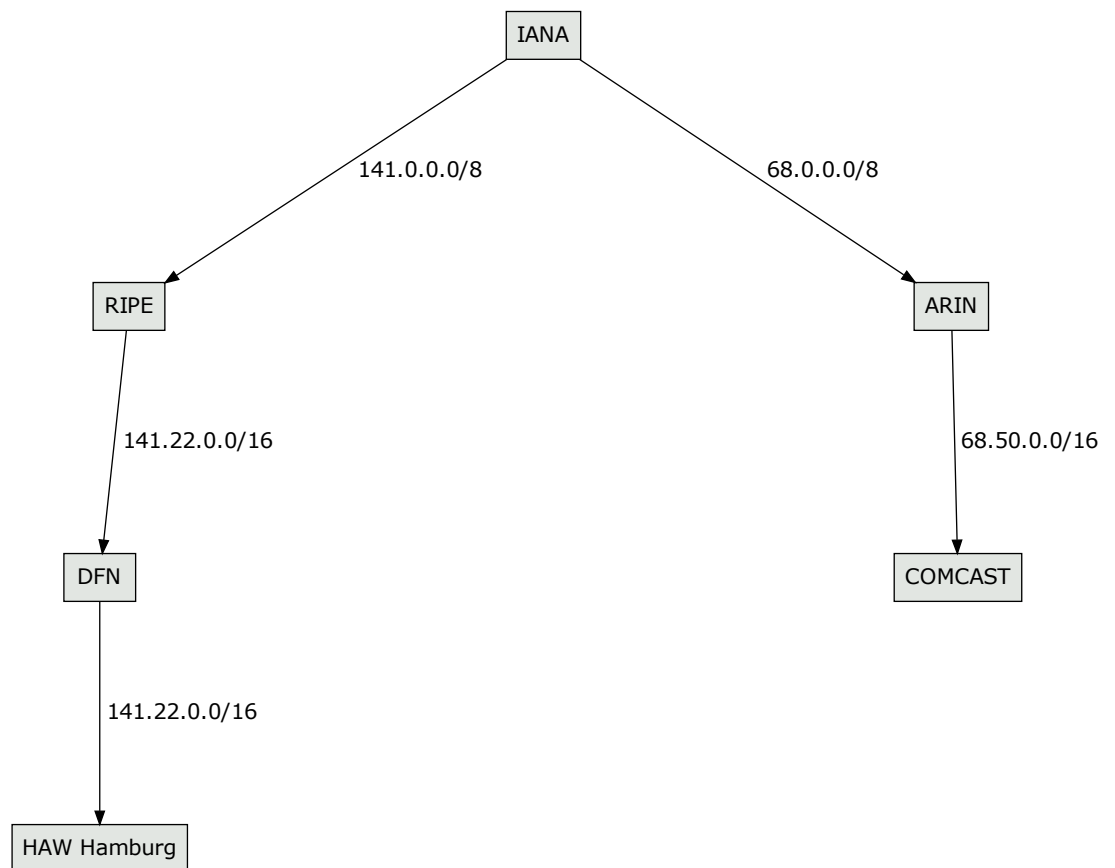 IANA
141.0.0.0/8
68.0.0.0/8
RIPE
ARIN
141.22.0.0/16
68.50.0.0/16
DFN
COMCAST
141.22.0.0/16
HAW Hamburg